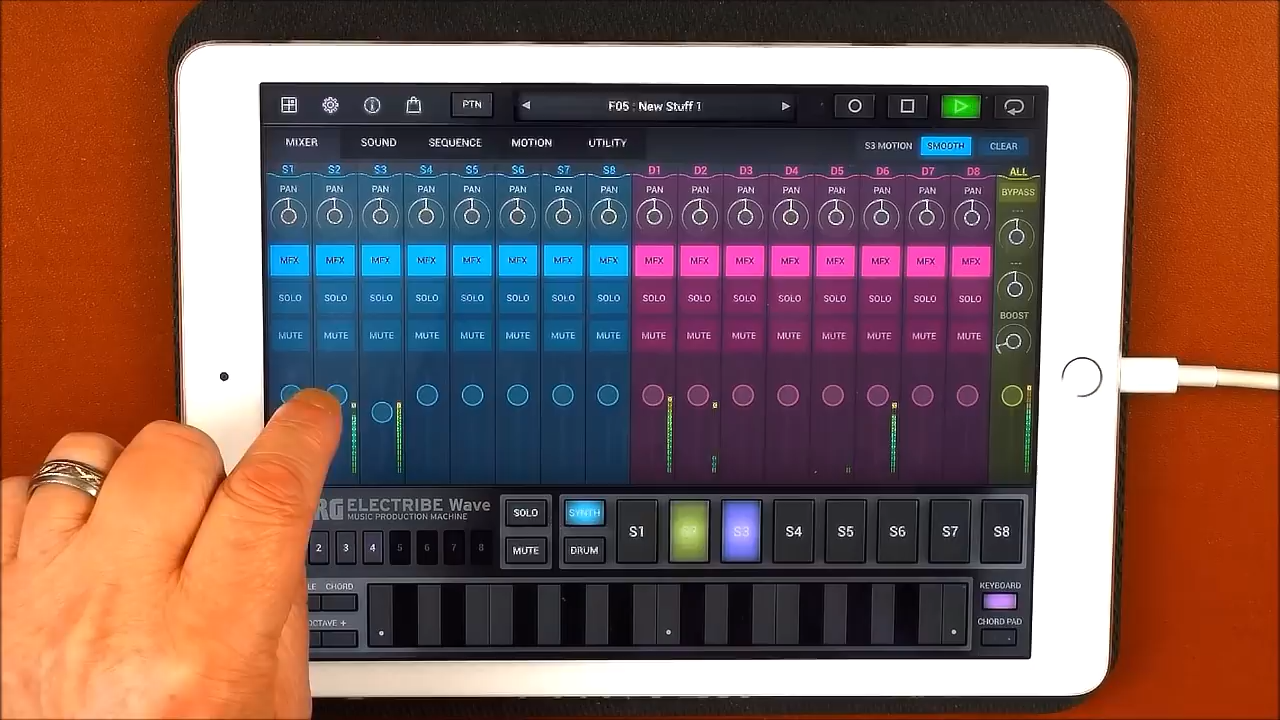 PTN
F05 : New Stuff 1
MIXER SOUND SEQUENCE MOTION UTILITY
S3 MOTION SMOOTH CLEAR
S1 S2 S3 S4 S5 S6 S7 S8 D1 D2 D3 D4 D5 D6 D7 D8 ALL
PAN PAN PAN PAN PAN PAN PAN PAN PAN PAN PAN PAN PAN PAN PAN PAN BYPASS
---
MFX MFX MFX MFX MFX MFX MFX MFX MFX MFX MFX MFX MFX MFX MFX MFX ---
SOLO SOLO SOLO SOLO SOLO SOLO SOLO SOLO SOLO SOLO SOLO SOLO SOLO SOLO SOLO SOLO
BOOST
MUTE MUTE MUTE MUTE MUTE MUTE MUTE MUTE MUTE MUTE MUTE MUTE MUTE MUTE MUTE MUTE
RG ELECTRIBE Wave
MUSIC PRODUCTION MACHINE
SOLO SYNTH
S1 S2 S3 S4 S5 S6 S7 S8
2 3 4 5 6 7 8
MUTE DRUM
LE CHORD
KEYBOARD
OCTAVE +
CHORD PAD